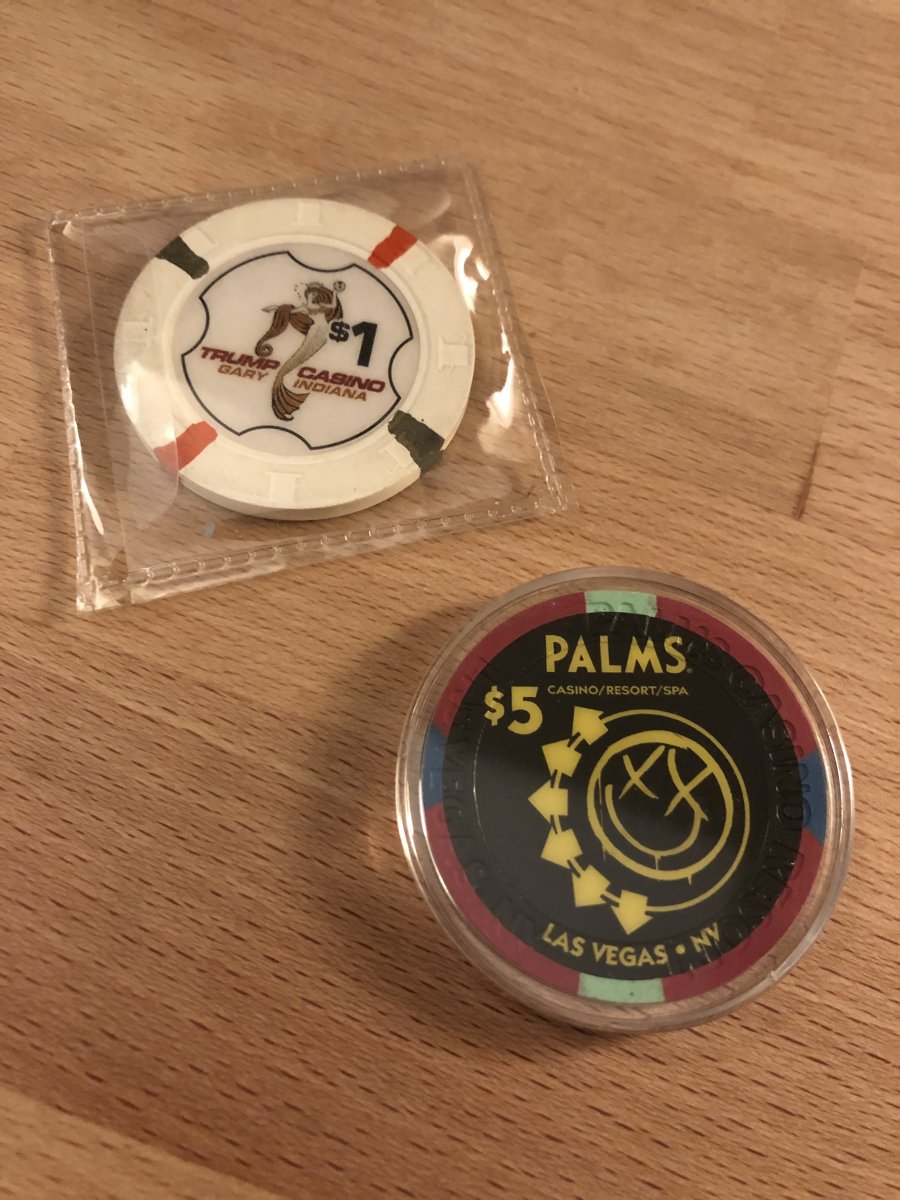 $1
TRUMP CASINO
GARY INDIANA
PALMS
CASINO/RESORT/SPA
$5
LAS VEGAS • NV